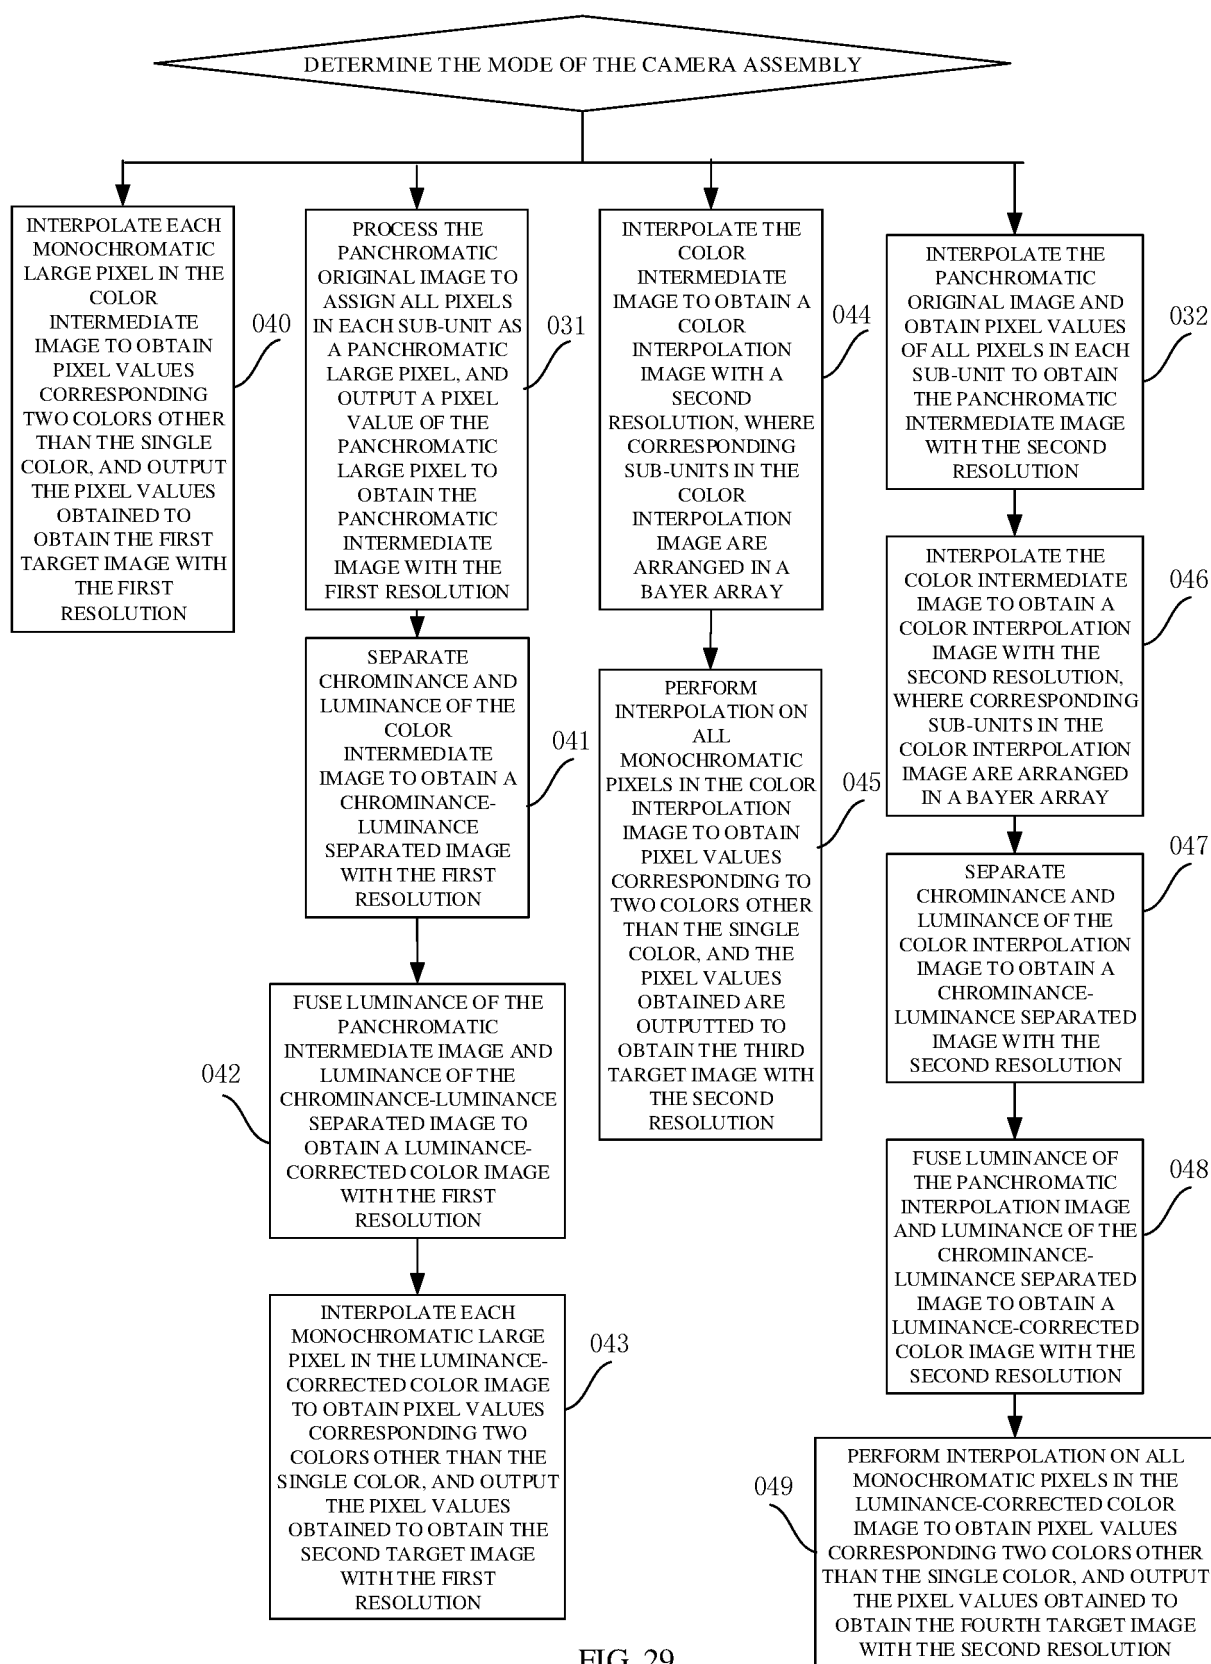 DETERMINE THE MODE OF THE CAMERA ASSEMBLY
INTERPOLATE EACH
MONOCHROMATIC
LARGE PIXEL IN THE
COLOR
INTERMEDIATE
IMAGE TO OBTAIN
PIXEL VALUES
CORRESPONDING
TWO COLORS OTHER
THAN THE SINGLE
COLOR, AND OUTPUT
THE PIXEL VALUES
OBTAINED TO
OBTAIN THE FIRST
TARGET IMAGE WITH
THE FIRST
RESOLUTION
040
PROCESS THE
PANCHROMATIC
ORIGINAL IMAGE TO
ASSIGN ALL PIXELS
IN EACH SUB-UNIT AS
A PANCHROMATIC
LARGE PIXEL, AND
OUTPUT A PIXEL
VALUE OF THE
PANCHROMATIC
LARGE PIXEL TO
OBTAIN THE
PANCHROMATIC
INTERMEDIATE
IMAGE WITH THE
FIRST RESOLUTION
031
SEPARATE
CHROMINANCE AND
LUMINANCE OF THE
COLOR
INTERMEDIATE
IMAGE TO OBTAIN A
CHROMINANCE-
LUMINANCE
SEPARATED IMAGE
WITH THE FIRST
RESOLUTION
041
FUSE LUMINANCE OF THE
PANCHROMATIC
INTERMEDIATE IMAGE AND
LUMINANCE OF THE
CHROMINANCE-LUMINANCE
SEPARATED IMAGE TO
OBTAIN A LUMINANCE-
CORRECTED COLOR IMAGE
WITH THE FIRST
RESOLUTION
042
INTERPOLATE EACH
MONOCHROMATIC LARGE
PIXEL IN THE LUMINANCE-
CORRECTED COLOR IMAGE
TO OBTAIN PIXEL VALUES
CORRESPONDING TWO
COLORS OTHER THAN THE
SINGLE COLOR, AND OUTPUT
THE PIXEL VALUES
OBTAINED TO OBTAIN THE
SECOND TARGET IMAGE
WITH THE FIRST
RESOLUTION
043
INTERPOLATE THE
COLOR
INTERMEDIATE
IMAGE TO OBTAIN A
COLOR
INTERPOLATION
IMAGE WITH A
SECOND
RESOLUTION, WHERE
CORRESPONDING
SUB-UNITS IN THE
COLOR
INTERPOLATION
IMAGE ARE
ARRANGED IN A
BAYER ARRAY
044
PERFORM
INTERPOLATION ON
ALL
MONOCHROMATIC
PIXELS IN THE COLOR
INTERPOLATION
IMAGE TO OBTAIN
PIXEL VALUES
CORRESPONDING TO
TWO COLORS OTHER
THAN THE SINGLE
COLOR, AND THE
PIXEL VALUES
OBTAINED ARE
OUTPUTTED TO
OBTAIN THE THIRD
TARGET IMAGE WITH
THE SECOND
RESOLUTION
045
INTERPOLATE THE
PANCHROMATIC
ORIGINAL IMAGE AND
OBTAIN PIXEL VALUES
OF ALL PIXELS IN EACH
SUB-UNIT TO OBTAIN
THE PANCHROMATIC
INTERMEDIATE IMAGE
WITH THE SECOND
RESOLUTION
032
INTERPOLATE THE
COLOR INTERMEDIATE
IMAGE TO OBTAIN A
COLOR INTERPOLATION
IMAGE WITH THE
SECOND RESOLUTION,
WHERE CORRESPONDING
SUB-UNITS IN THE
COLOR INTERPOLATION
IMAGE ARE ARRANGED
IN A BAYER ARRAY
046
SEPARATE
CHROMINANCE AND
LUMINANCE OF THE
COLOR INTERPOLATION
IMAGE TO OBTAIN A
CHROMINANCE-
LUMINANCE SEPARATED
IMAGE WITH THE
SECOND RESOLUTION
047
FUSE LUMINANCE OF
THE PANCHROMATIC
INTERPOLATION IMAGE
AND LUMINANCE OF THE
CHROMINANCE-
LUMINANCE SEPARATED
IMAGE TO OBTAIN A
LUMINANCE-CORRECTED
COLOR IMAGE WITH THE
SECOND RESOLUTION
048
PERFORM INTERPOLATION ON ALL
MONOCHROMATIC PIXELS IN THE
LUMINANCE-CORRECTED COLOR
IMAGE TO OBTAIN PIXEL VALUES
CORRESPONDING TWO COLORS OTHER
THAN THE SINGLE COLOR, AND OUTPUT
THE PIXEL VALUES OBTAINED TO
OBTAIN THE FOURTH TARGET IMAGE
WITH THE SECOND RESOLUTION
049
FIG. 29